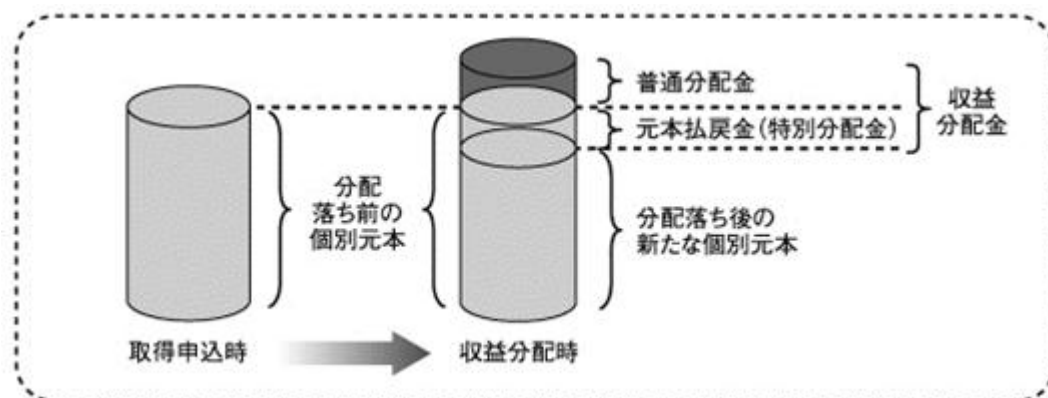 普通分配金
収益
分配金
元本払戻金(特別分配金)
分配
落ち前の
個別元本
分配落ち後の
新たな個別元本
取得申込時
収益分配時